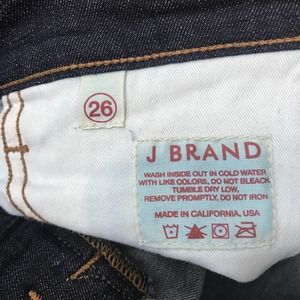 26
J BRAND
WASH INSIDE OUT IN COLD WATER
WITH LIKE COLORS, DO NOT BLEACH.
TUMBLE DRY LOW,
REMOVE PROMPTLY, DO NOT IRON
MADE IN CALIFORNIA, USA